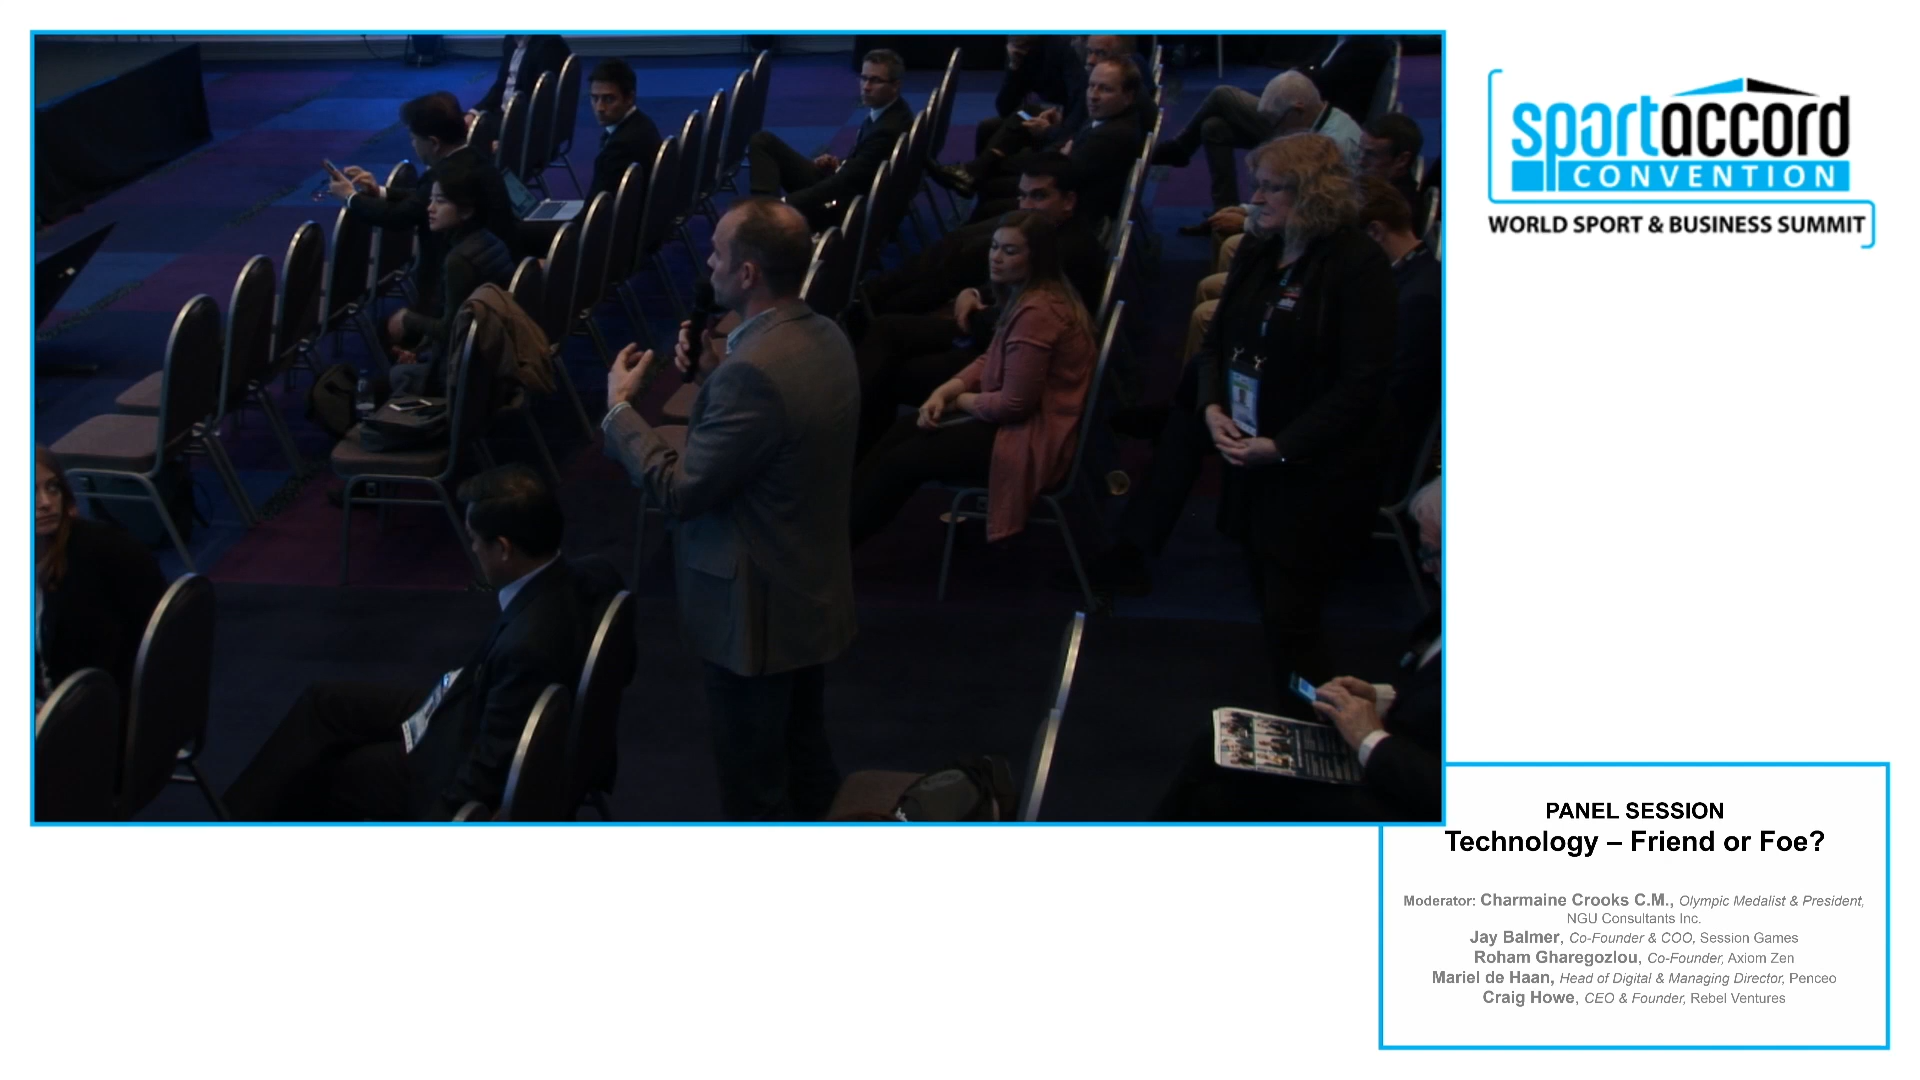 sportaccord
CONVENTION
WORLD SPORT & BUSINESS SUMMIT
PANEL SESSION
Technology – Friend or Foe?
Moderator: Charmaine Crooks C.M., Olympic Medalist & President,
NGU Consultants Inc.
Jay Balmer, Co-Founder & COO, Session Games
Roham Gharegozlou, Co-Founder, Axiom Zen
Mariel de Haan, Head of Digital & Managing Director, Penceo
Craig Howe, CEO & Founder, Rebel Ventures